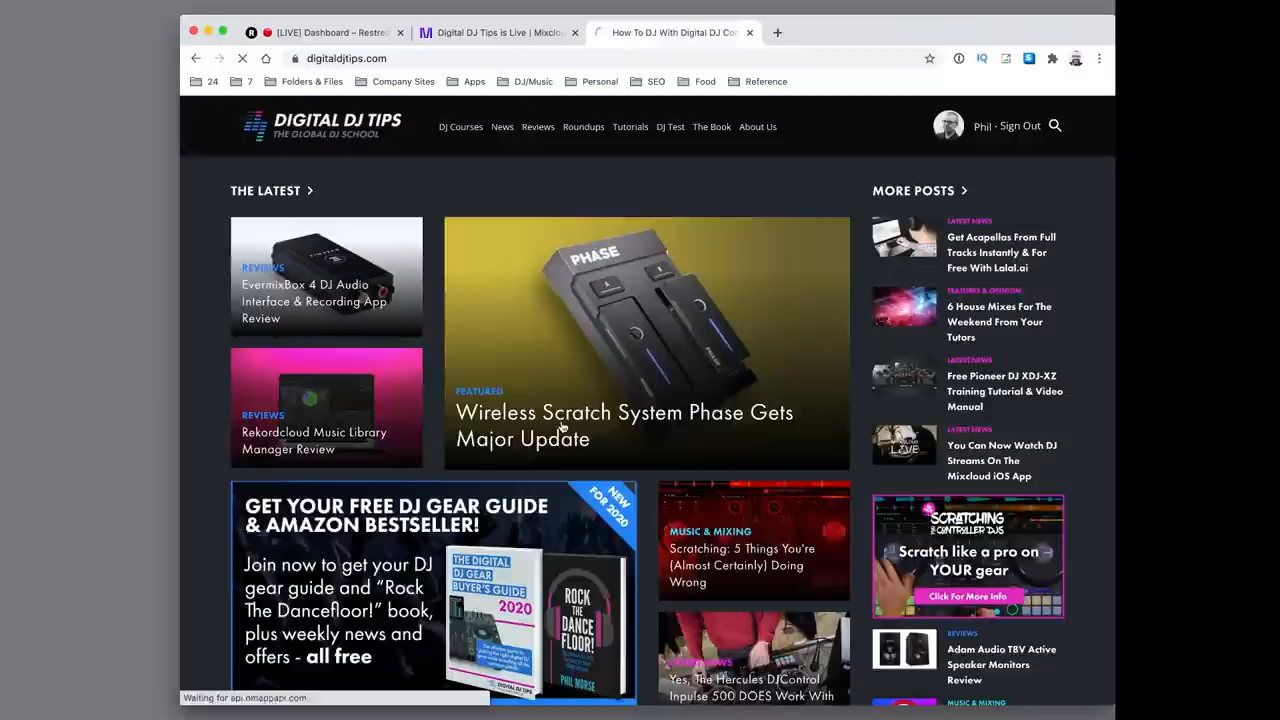 [LIVE] Dashboard – Restrea
Digital DJ Tips is Live | Mixclou
How To DJ With Digital DJ Co
digitaldjtips.com
24
7
Folders & Files
Company Sites
Apps
DJ/Music
Personal
SEO
Food
Reference
DIGITAL DJ TIPS
THE GLOBAL DJ SCHOOL
DJ Courses
News
Reviews
Roundups
Tutorials
DJ Test
The Book
About Us
Phil - Sign Out
THE LATEST
REVIEWS
EvermixBox 4 DJ Audio
Interface & Recording App
Review
REVIEWS
Rekordcloud Music Library
Manager Review
PHASE
A
PHASE
FEATURED
Wireless Scratch System Phase Gets
Major Update
GET YOUR FREE DJ GEAR GUIDE
& AMAZON BESTSELLER!
NEW
FOR 2020
Join now to get your DJ
gear guide and “Rock
The Dancefloor!” book,
plus weekly news and
offers - all free
THE DIGITAL
DJ GEAR
BUYER'S GUIDE
2020
DIGITAL DJ TIPS
ROCK
THE
DANCE
FLOOR!
PHIL MORSE
MUSIC & MIXING
Scratching: 5 Things You're
(Almost Certainly) Doing
Wrong
LATEST NEWS
Yes, The Hercules DJControl
Inpulse 500 DOES Work With
MORE POSTS
LATEST NEWS
Get Acapellas From Full
Tracks Instantly & For
Free With Lalal.ai
FEATURES & OPINION
6 House Mixes For The
Weekend From Your
Tutors
LATEST NEWS
Free Pioneer DJ XDJ-XZ
Training Tutorial & Video
Manual
LIVE
LATEST NEWS
You Can Now Watch DJ
Streams On The
Mixcloud iOS App
SCRATCHING
CONTROLLER DJS
Scratch like a pro on
YOUR gear
Click For More Info
REVIEWS
Adam Audio T8V Active
Speaker Monitors
Review
MUSIC & MIXING
Waiting for api.omappapi.com...